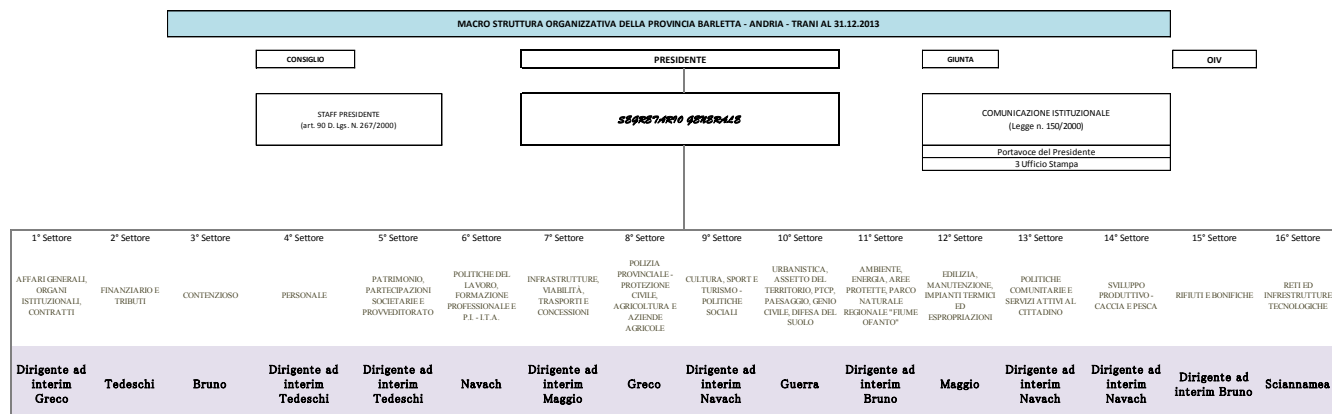 MACRO STRUTTURA ORGANIZZATIVA DELLA PROVINCIA BARLETTA - ANDRIA - TRANI AL 31.12.2013
CONSIGLIO
PRESIDENTE
GIUNTA
OIV
STAFF PRESIDENTE
(art. 90 D. Lgs. N. 267/2000)
SEGRETARIO GENERALE
COMUNICAZIONE ISTITUZIONALE
(Legge n. 150/2000)
Portavoce del Presidente
3 Ufficio Stampa
1° Settore
AFFARI GENERALI,
ORGANI
ISTITUZIONALI,
CONTRATTI
Dirigente ad
interim
Greco
2° Settore
FINANZIARIO E
TRIBUTI
Tedeschi
3° Settore
CONTENZIOSO
Bruno
4° Settore
PERSONALE
Dirigente ad
interim
Tedeschi
5° Settore
PATRIMONIO,
PARTECIPAZIONI
SOCIETARIE E
PROVVEDITORATO
Dirigente ad
interim
Tedeschi
6° Settore
POLITICHE DEL
LAVORO,
FORMAZIONE
PROFESSIONALE E
P.I. - I.T.A.
Navach
7° Settore
INFRASTRUTTURE,
VIABILITÀ,
TRASPORTI E
CONCESSIONI
Dirigente ad
interim
Maggio
8° Settore
POLIZIA
PROVINCIALE -
PROTEZIONE
CIVILE,
AGRICOLTURA E
AZIENDE
AGRICOLE
Greco
9° Settore
CULTURA, SPORT E
TURISMO -
POLITICHE
SOCIALI
Dirigente ad
interim
Navach
10° Settore
URBANISTICA,
ASSETTO DEL
TERRITORIO, PTCP,
PAESAGGIO, GENIO
CIVILE, DIFESA DEL
SUOLO
Guerra
11° Settore
AMBIENTE,
ENERGIA, AREE
PROTETTE, PARCO
NATURALE
REGIONALE "FIUME
OFANTO"
Dirigente ad
interim
Bruno
12° Settore
EDILIZIA,
MANUTENZIONE,
IMPIANTI TERMICI
ED
ESPROPRIAZIONI
Maggio
13° Settore
POLITICHE
COMUNITARIE E
SERVIZI ATTIVI AL
CITTADINO
Dirigente ad
interim
Navach
14° Settore
SVILUPPO
PRODUTTIVO -
CACCIA E PESCA
Dirigente ad
interim
Navach
15° Settore
RIFIUTI E BONIFICHE
Dirigente ad
interim Bruno
16° Settore
RETI ED
INFRESTRUTTURE
TECNOLOGICHE
Sciannamea